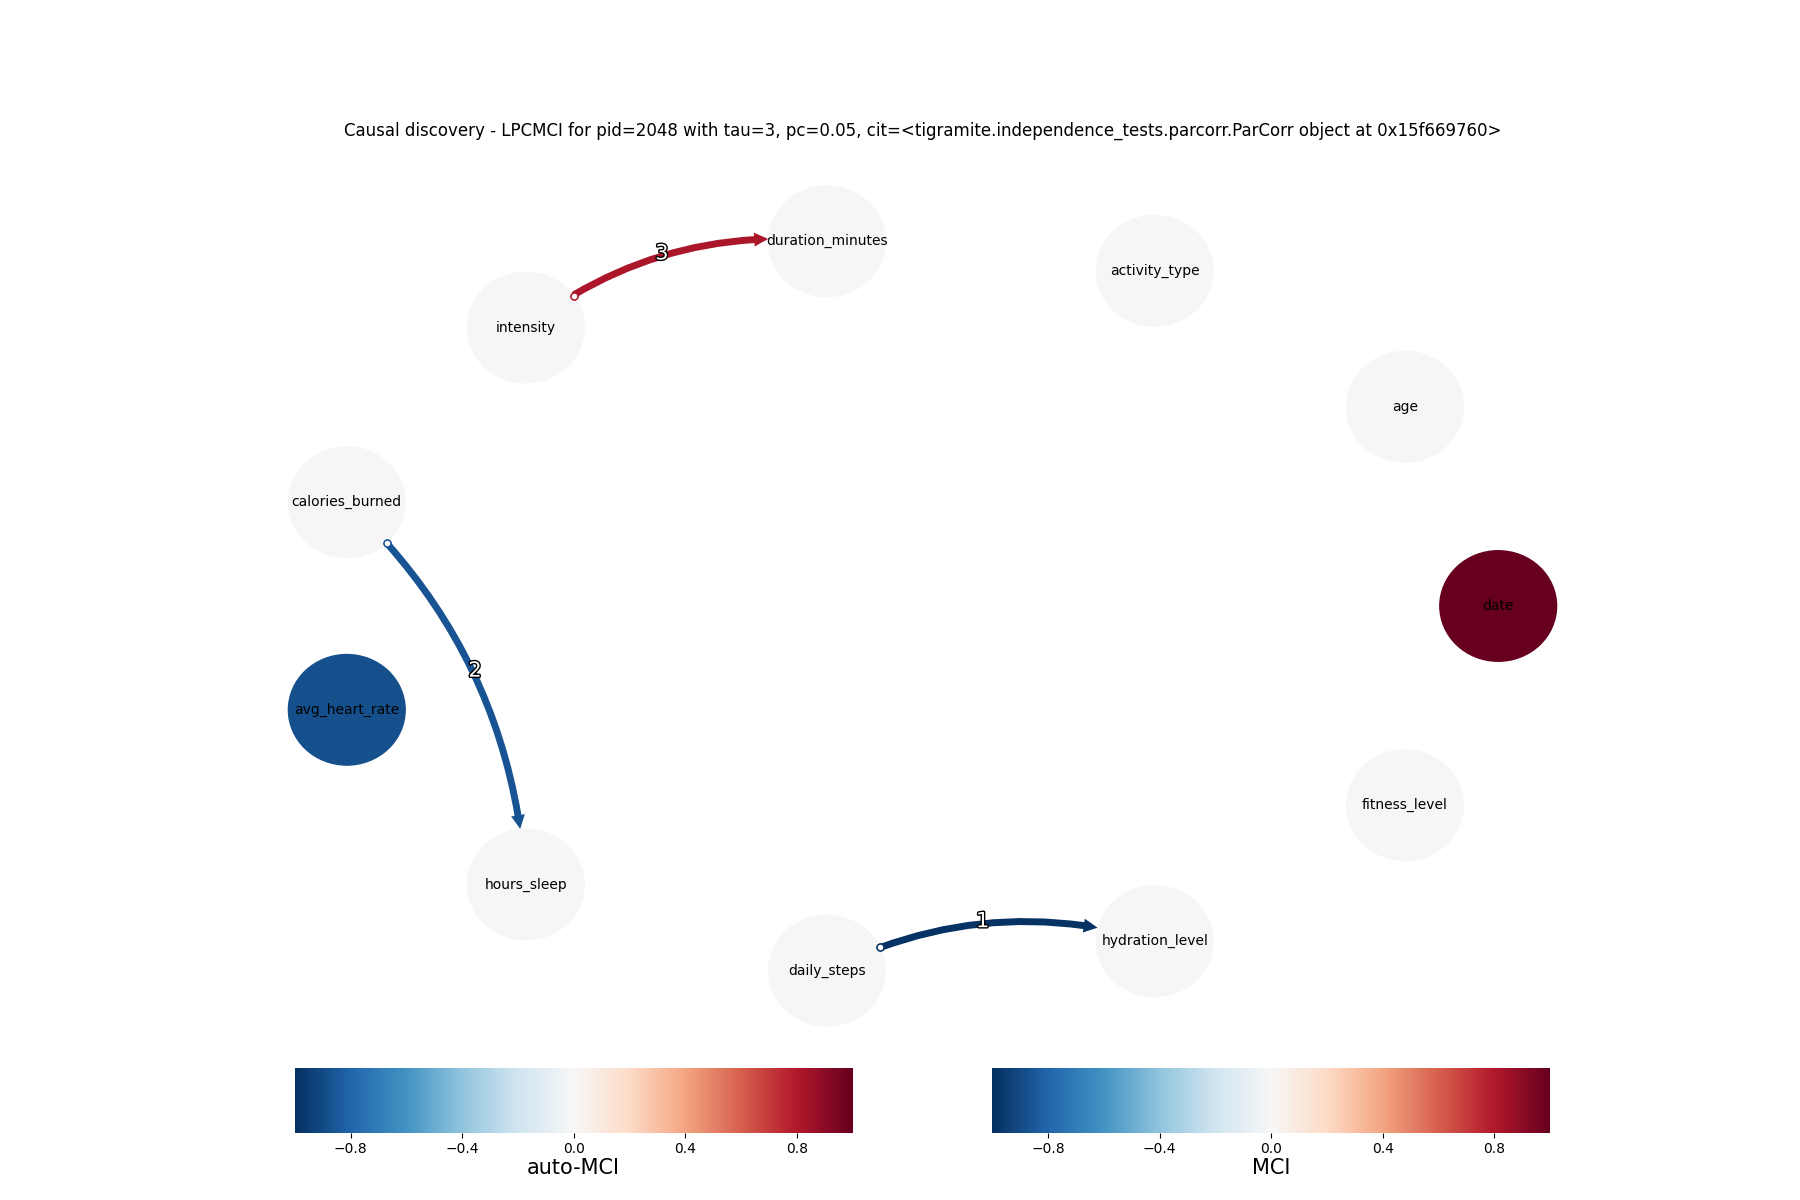 Causal discovery - LPCMCI for pid=2048 with tau=3, pc=0.05, cit=<tigramite.independence_tests.parcorr.ParCorr object at 0x15f669760>
duration_minutes
3
activity_type
intensity
age
calories_burned
date
2
avg_heart_rate
fitness_level
hours_sleep
1
hydration_level
daily_steps
−0.8 −0.4 0.0 0.4 0.8
auto-MCI
−0.8 −0.4 0.0 0.4 0.8
MCI